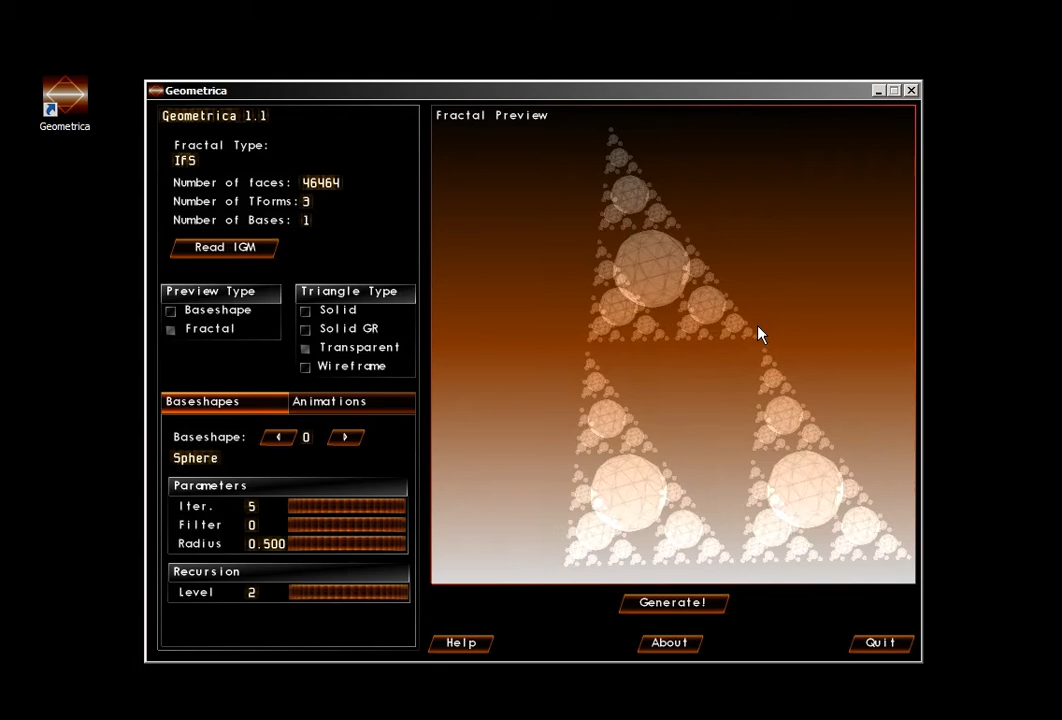 Geometrica
Geometrica
Geometrica 1.1
Fractal Type:
IFS
Number of faces: 46464
Number of TForms: 3
Number of Bases: 1
Read IGM
Preview Type
Baseshape
Fractal
Triangle Type
Solid
Solid GR
Transparent
Wireframe
Baseshapes
Animations
Baseshape: 0
Sphere
Parameters
Iter. 5
Filter 0
Radius 0.500
Recursion
Level 2
Fractal Preview
Generate!
Help
About
Quit